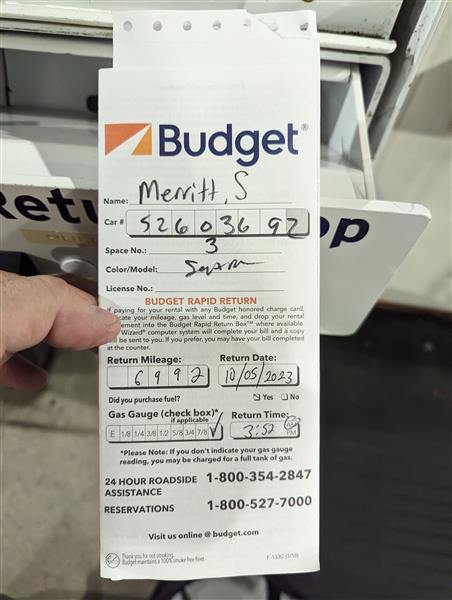 Budget®
Name: Merritt, S
Car # 52603692
Space No.: 3
Color/Model:
License No.:
BUDGET RAPID RETURN
If paying for your rental with any Budget honored charge card,
indicate your mileage, gas level and time, and drop your rental
into the Budget Rapid Return Box™ where available.
Wizard® computer system will complete your bill and a copy
will be sent to you. If you prefer, you may have your bill completed
at the counter.
Return Mileage: Return Date:
6992 10/05/2023
Did you purchase fuel? Yes No
Gas Gauge (check box)* Return Time:
if applicable
E 1/8 1/4 3/8 1/2 5/8 3/4 7/8 3:52 AM PM
*Please Note: If you don't indicate your gas gauge
reading, you may be charged for a full tank of gas.
24 HOUR ROADSIDE ASSISTANCE 1-800-354-2847
RESERVATIONS 1-800-527-7000
Visit us online @ budget.com
Thank you for not smoking.
Budget maintains a 100% smoke free fleet.
F-133C (1/16)